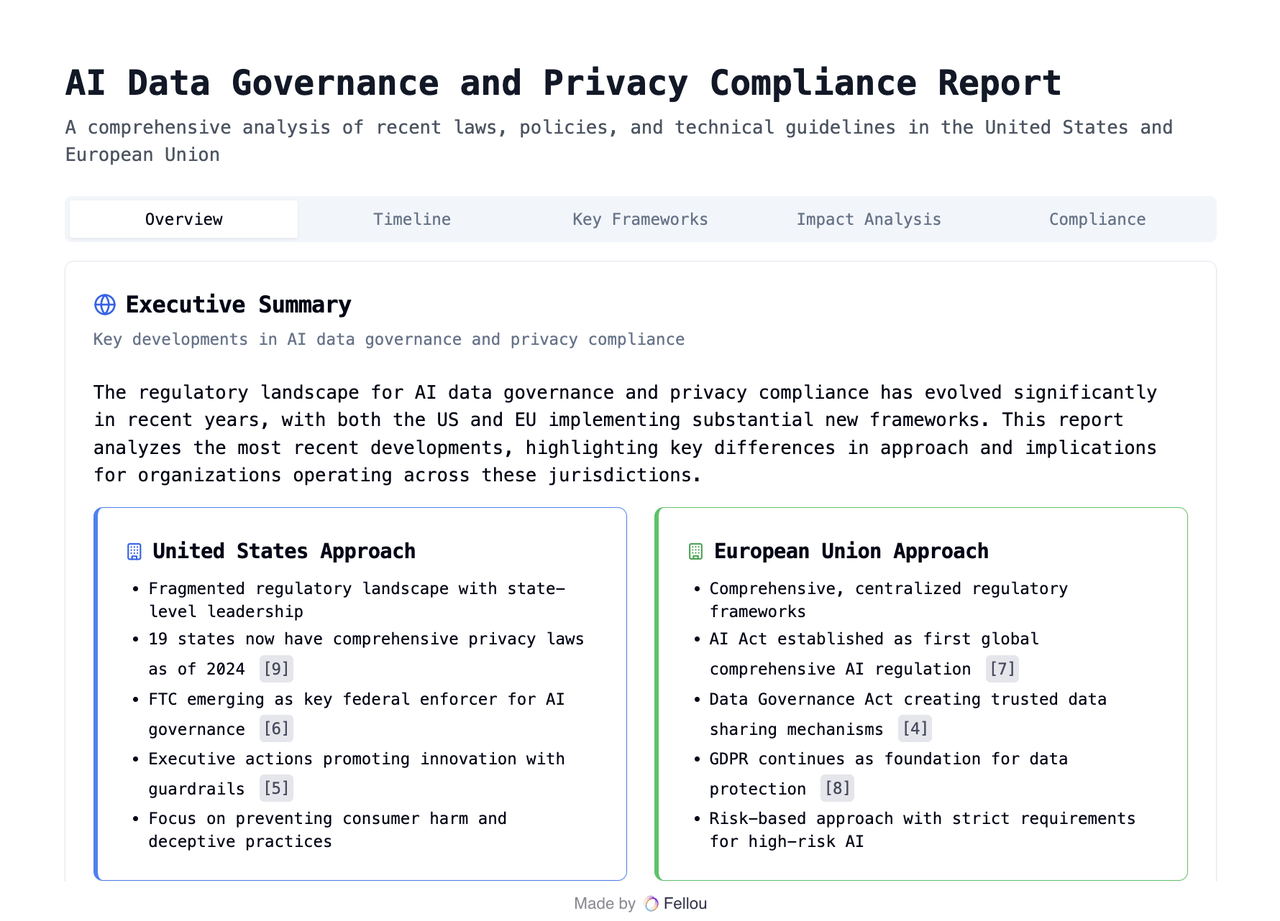 AI Data Governance and Privacy Compliance Report
A comprehensive analysis of recent laws, policies, and technical guidelines in the United States and
European Union
Overview
Timeline
Key Frameworks
Impact Analysis
Compliance
Executive Summary
Key developments in AI data governance and privacy compliance
The regulatory landscape for AI data governance and privacy compliance has evolved significantly
in recent years, with both the US and EU implementing substantial new frameworks. This report
analyzes the most recent developments, highlighting key differences in approach and implications
for organizations operating across these jurisdictions.
United States Approach
• Fragmented regulatory landscape with state-
level leadership
• 19 states now have comprehensive privacy laws
as of 2024 [9]
• FTC emerging as key federal enforcer for AI
governance [6]
• Executive actions promoting innovation with
guardrails [5]
• Focus on preventing consumer harm and
deceptive practices
European Union Approach
• Comprehensive, centralized regulatory
frameworks
• AI Act established as first global
comprehensive AI regulation [7]
• Data Governance Act creating trusted data
sharing mechanisms [4]
• GDPR continues as foundation for data
protection [8]
• Risk-based approach with strict requirements
for high-risk AI
Made by Fellou